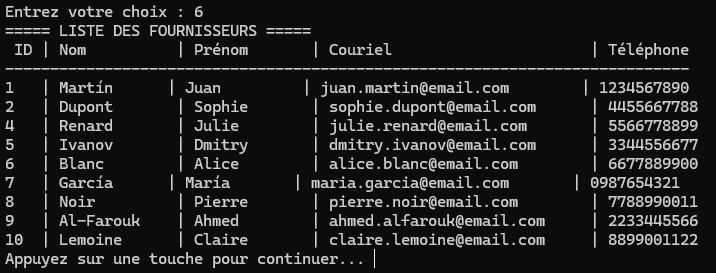 Entrez votre choix : 6
===== LISTE DES FOURNISSEURS =====
 ID | Nom          | Prénom       | Couriel                     | Téléphone
--------------------------------------------------------------------------
1   | Martín      | Juan         | juan.martin@email.com        | 1234567890
2   | Dupont       | Sophie       | sophie.dupont@email.com      | 4455667788
4   | Renard       | Julie        | julie.renard@email.com       | 5566778899
5   | Ivanov       | Dmitry       | dmitry.ivanov@email.com      | 3344556677
6   | Blanc        | Alice        | alice.blanc@email.com        | 6677889900
7   | García      | María       | maria.garcia@email.com       | 0987654321
8   | Noir         | Pierre       | pierre.noir@email.com        | 7788990011
9   | Al-Farouk    | Ahmed        | ahmed.alfarouk@email.com     | 2233445566
10  | Lemoine      | Claire       | claire.lemoine@email.com     | 8899001122
Appuyez sur une touche pour continuer...